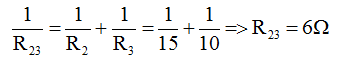 1/R₂₃ = 1/R₂ + 1/R₃ = 1/15 + 1/10 => R₂₃ = 6Ω